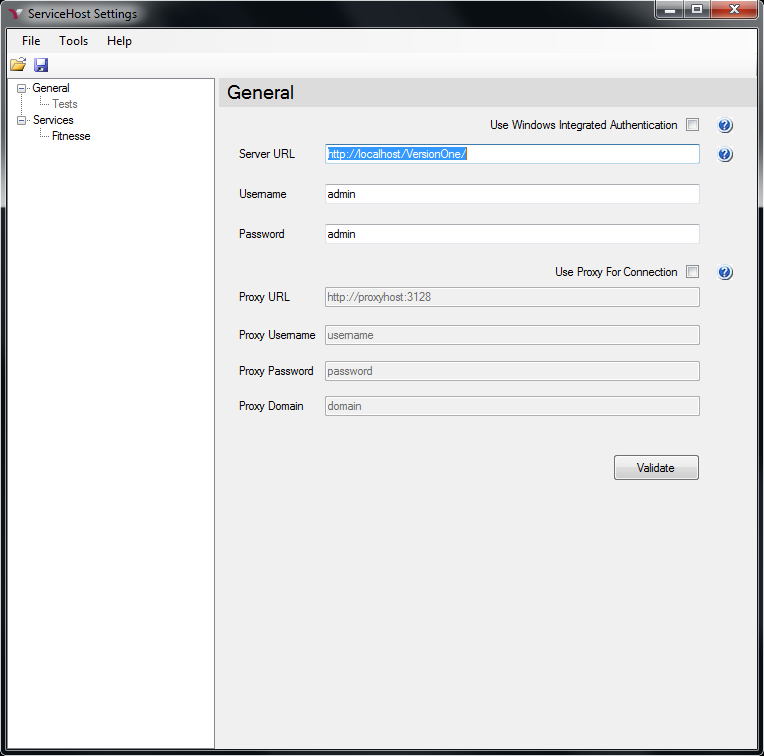 ServiceHost Settings
File Tools Help
General
Tests
Services
Fitnesse
General
Use Windows Integrated Authentication
Server URL http://localhost/VersionOne/
Username admin
Password admin
Use Proxy For Connection
Proxy URL http://proxyhost:3128
Proxy Username username
Proxy Password password
Proxy Domain domain
Validate